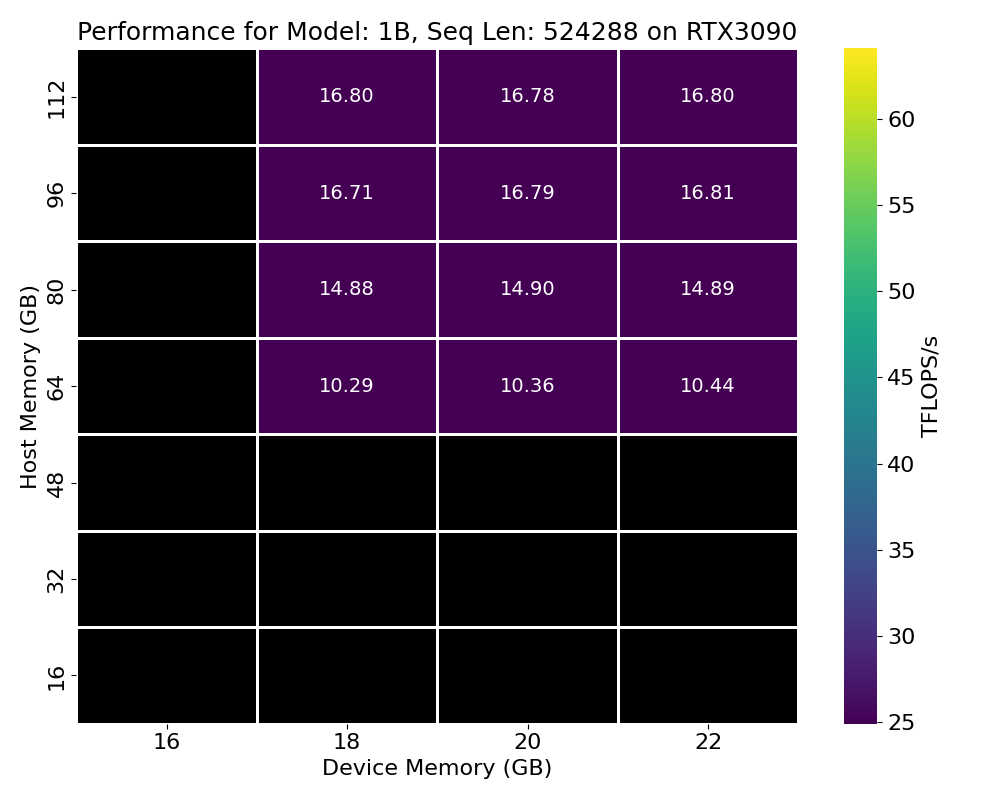 Performance for Model: 1B, Seq Len: 524288 on RTX3090
112
16.80 16.78 16.80
96
16.71 16.79 16.81
80
14.88 14.90 14.89
64
10.29 10.36 10.44
48
32
16
16 18 20 22
Device Memory (GB)
Host Memory (GB)
60
55
50
45
40
35
30
25
TFLOPS/s